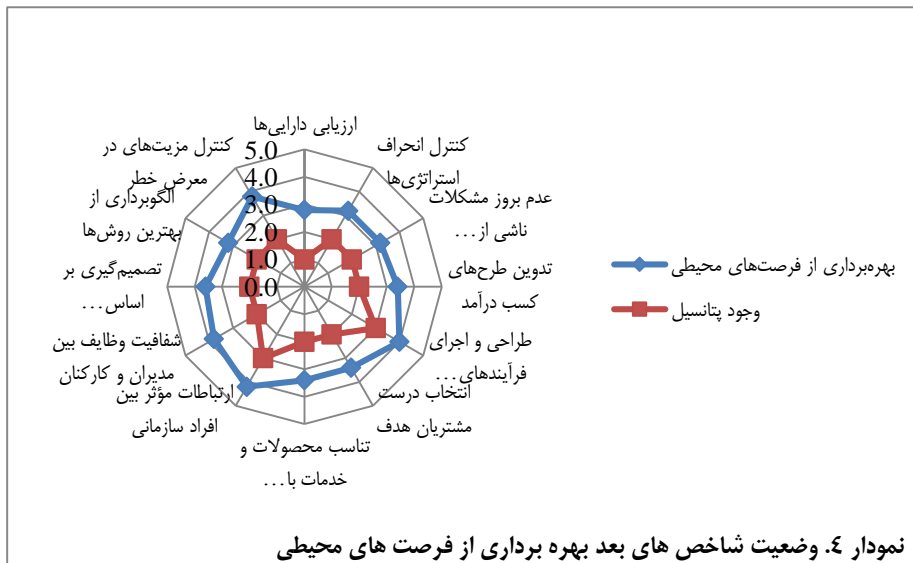 ارزیابی دارایی‌ها
کنترل انحراف
استراتژی‌ها
عدم بروز مشکلات
ناشی از...
تدوین طرح‌های
کسب درآمد
طراحی و اجرای
فرآیندهای...
انتخاب درست
مشتریان هدف
تناسب محصولات و
خدمات با...
ارتباطات مؤثر بین
افراد سازمانی
شفافیت وظایف بین
مدیران و کارکنان
تصمیم‌گیری بر
اساس...
الگوبرداری از
بهترین روش‌ها
کنترل مزیت‌های در
معرض خطر
5.0
4.0
3.0
2.0
1.0
0.0
بهره‌برداری از فرصت‌های محیطی
وجود پتانسیل
نمودار ٤. وضعیت شاخص های بعد بهره برداری از فرصت های محیطی